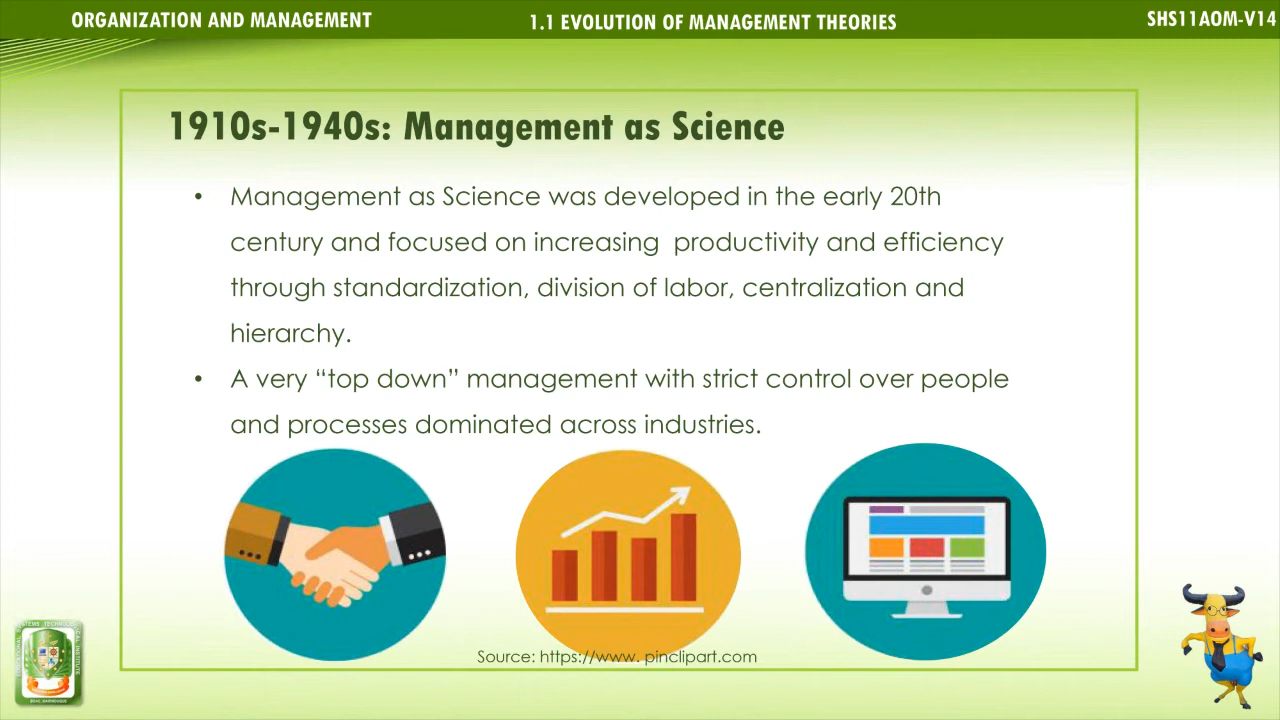 ORGANIZATION AND MANAGEMENT
1.1 EVOLUTION OF MANAGEMENT THEORIES
SHS11AOM-V14
1910s-1940s: Management as Science
• Management as Science was developed in the early 20th
century and focused on increasing  productivity and efficiency
through standardization, division of labor, centralization and
hierarchy.
• A very “top down” management with strict control over people
and processes dominated across industries.
Source: https://www. pinclipart.com